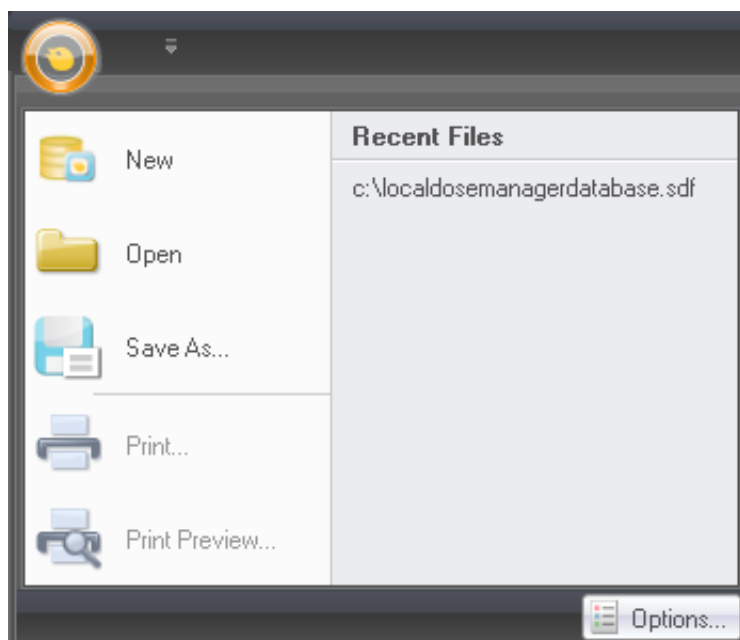 New
Open
Save As...
Print...
Print Preview...
Recent Files
c:\localdosemanagerdatabase.sdf
Options...